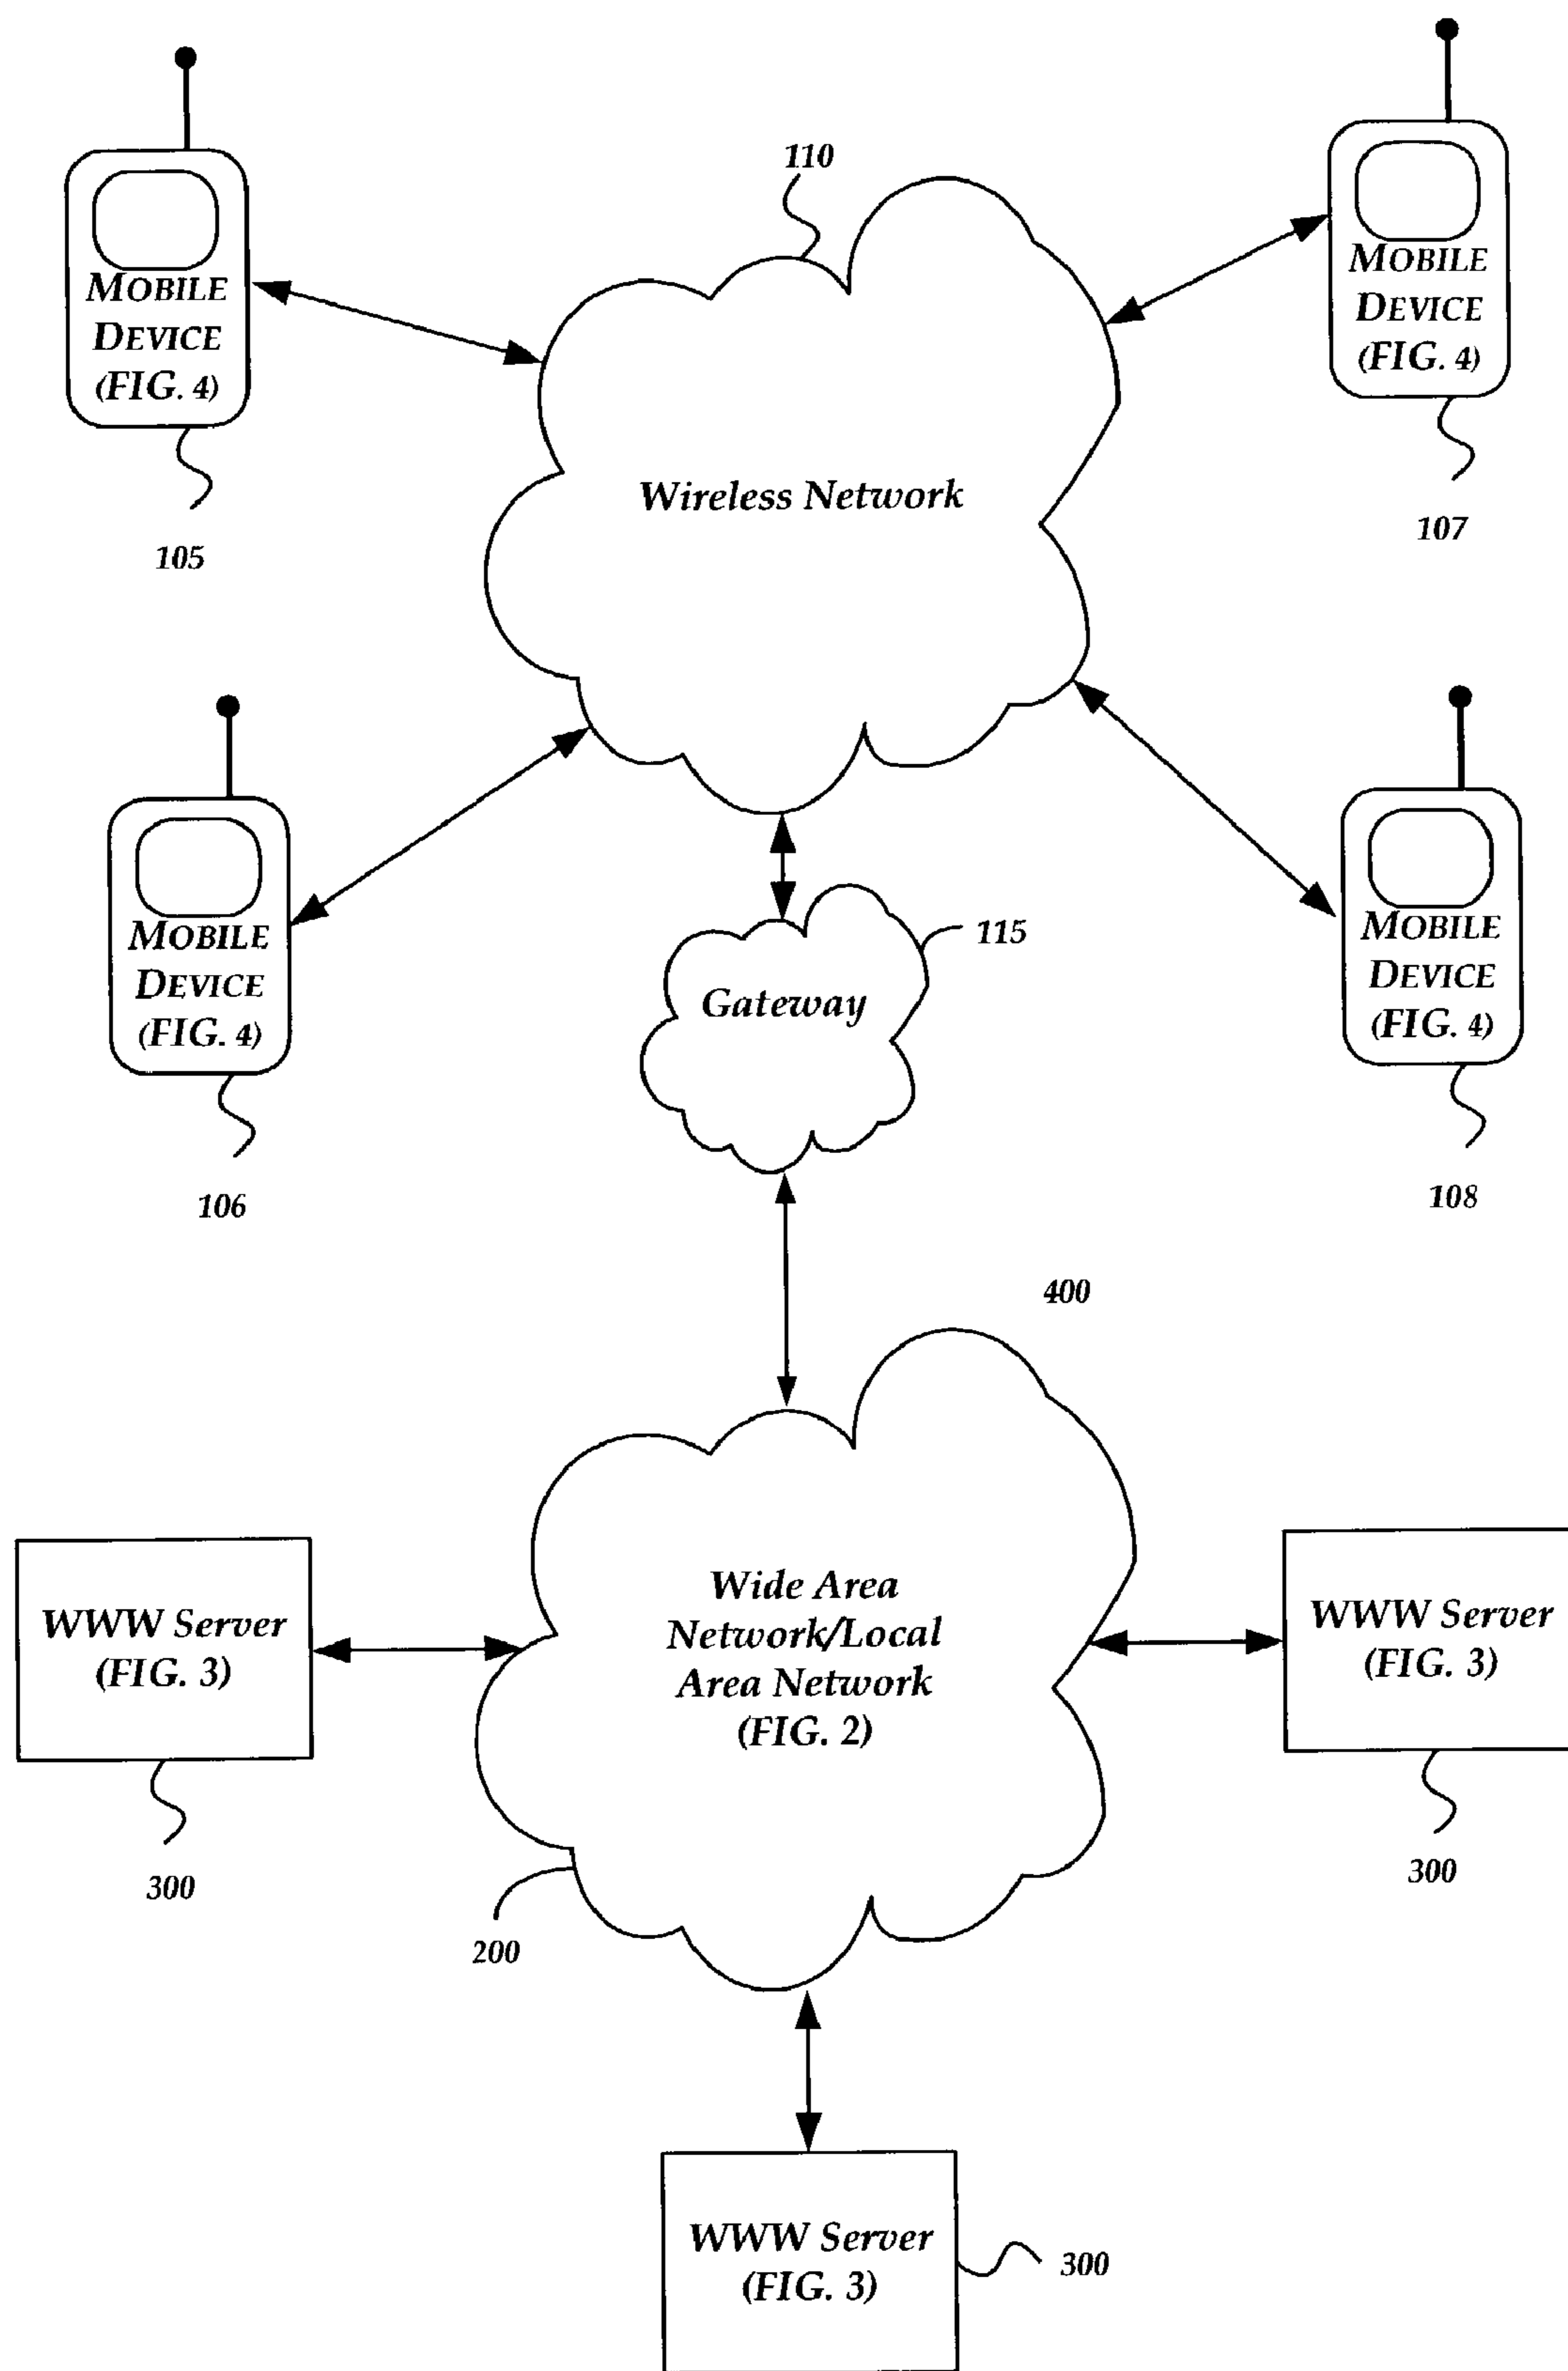 110
MOBILE
DEVICE
(FIG. 4)
105
MOBILE
DEVICE
(FIG. 4)
107
Wireless Network
MOBILE
DEVICE
(FIG. 4)
106
Gateway
115
MOBILE
DEVICE
(FIG. 4)
108
400
WWW Server
(FIG. 3)
300
Wide Area
Network/Local
Area Network
(FIG. 2)
200
WWW Server
(FIG. 3)
300
WWW Server
(FIG. 3)
300